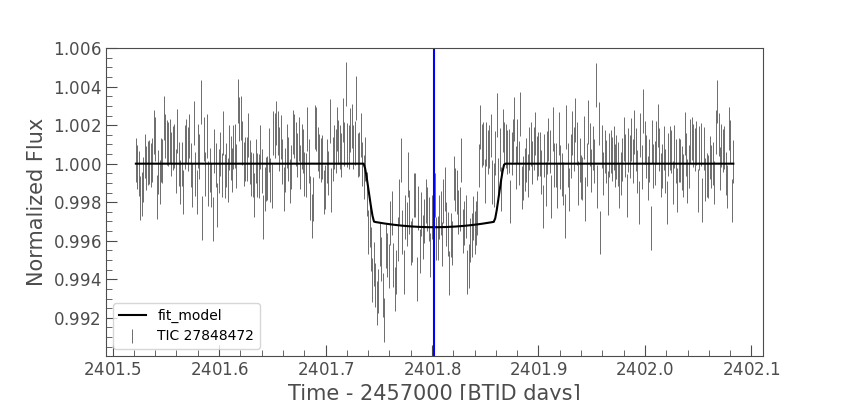 1.006
1.004
1.002
1.000
0.998
0.996
0.994
0.992
Normalized Flux
fit_model
TIC 27848472
2401.5 2401.6 2401.7 2401.8 2401.9 2402.0 2402.1
Time - 2457000 [BTJD days]